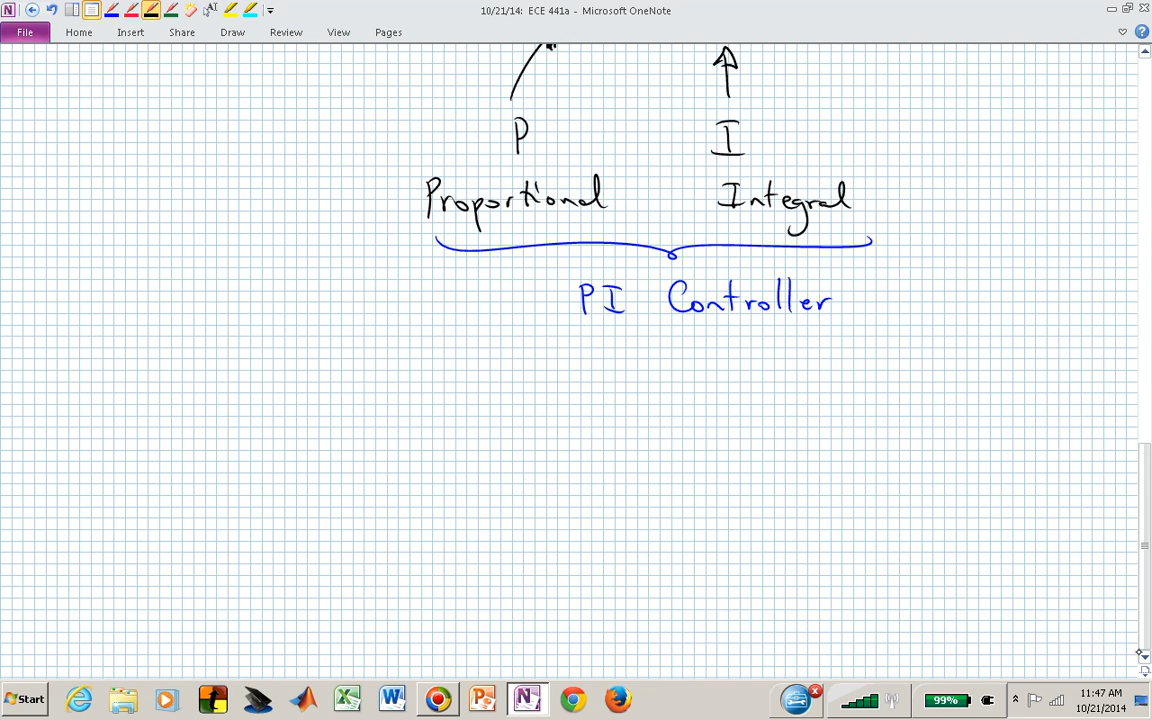 10/21/14: ECE 441a - Microsoft OneNote
File Home Insert Share Draw Review View Pages
P I
Proportional Integral
PI Controller
Start 99% 11:47 AM
10/21/2014